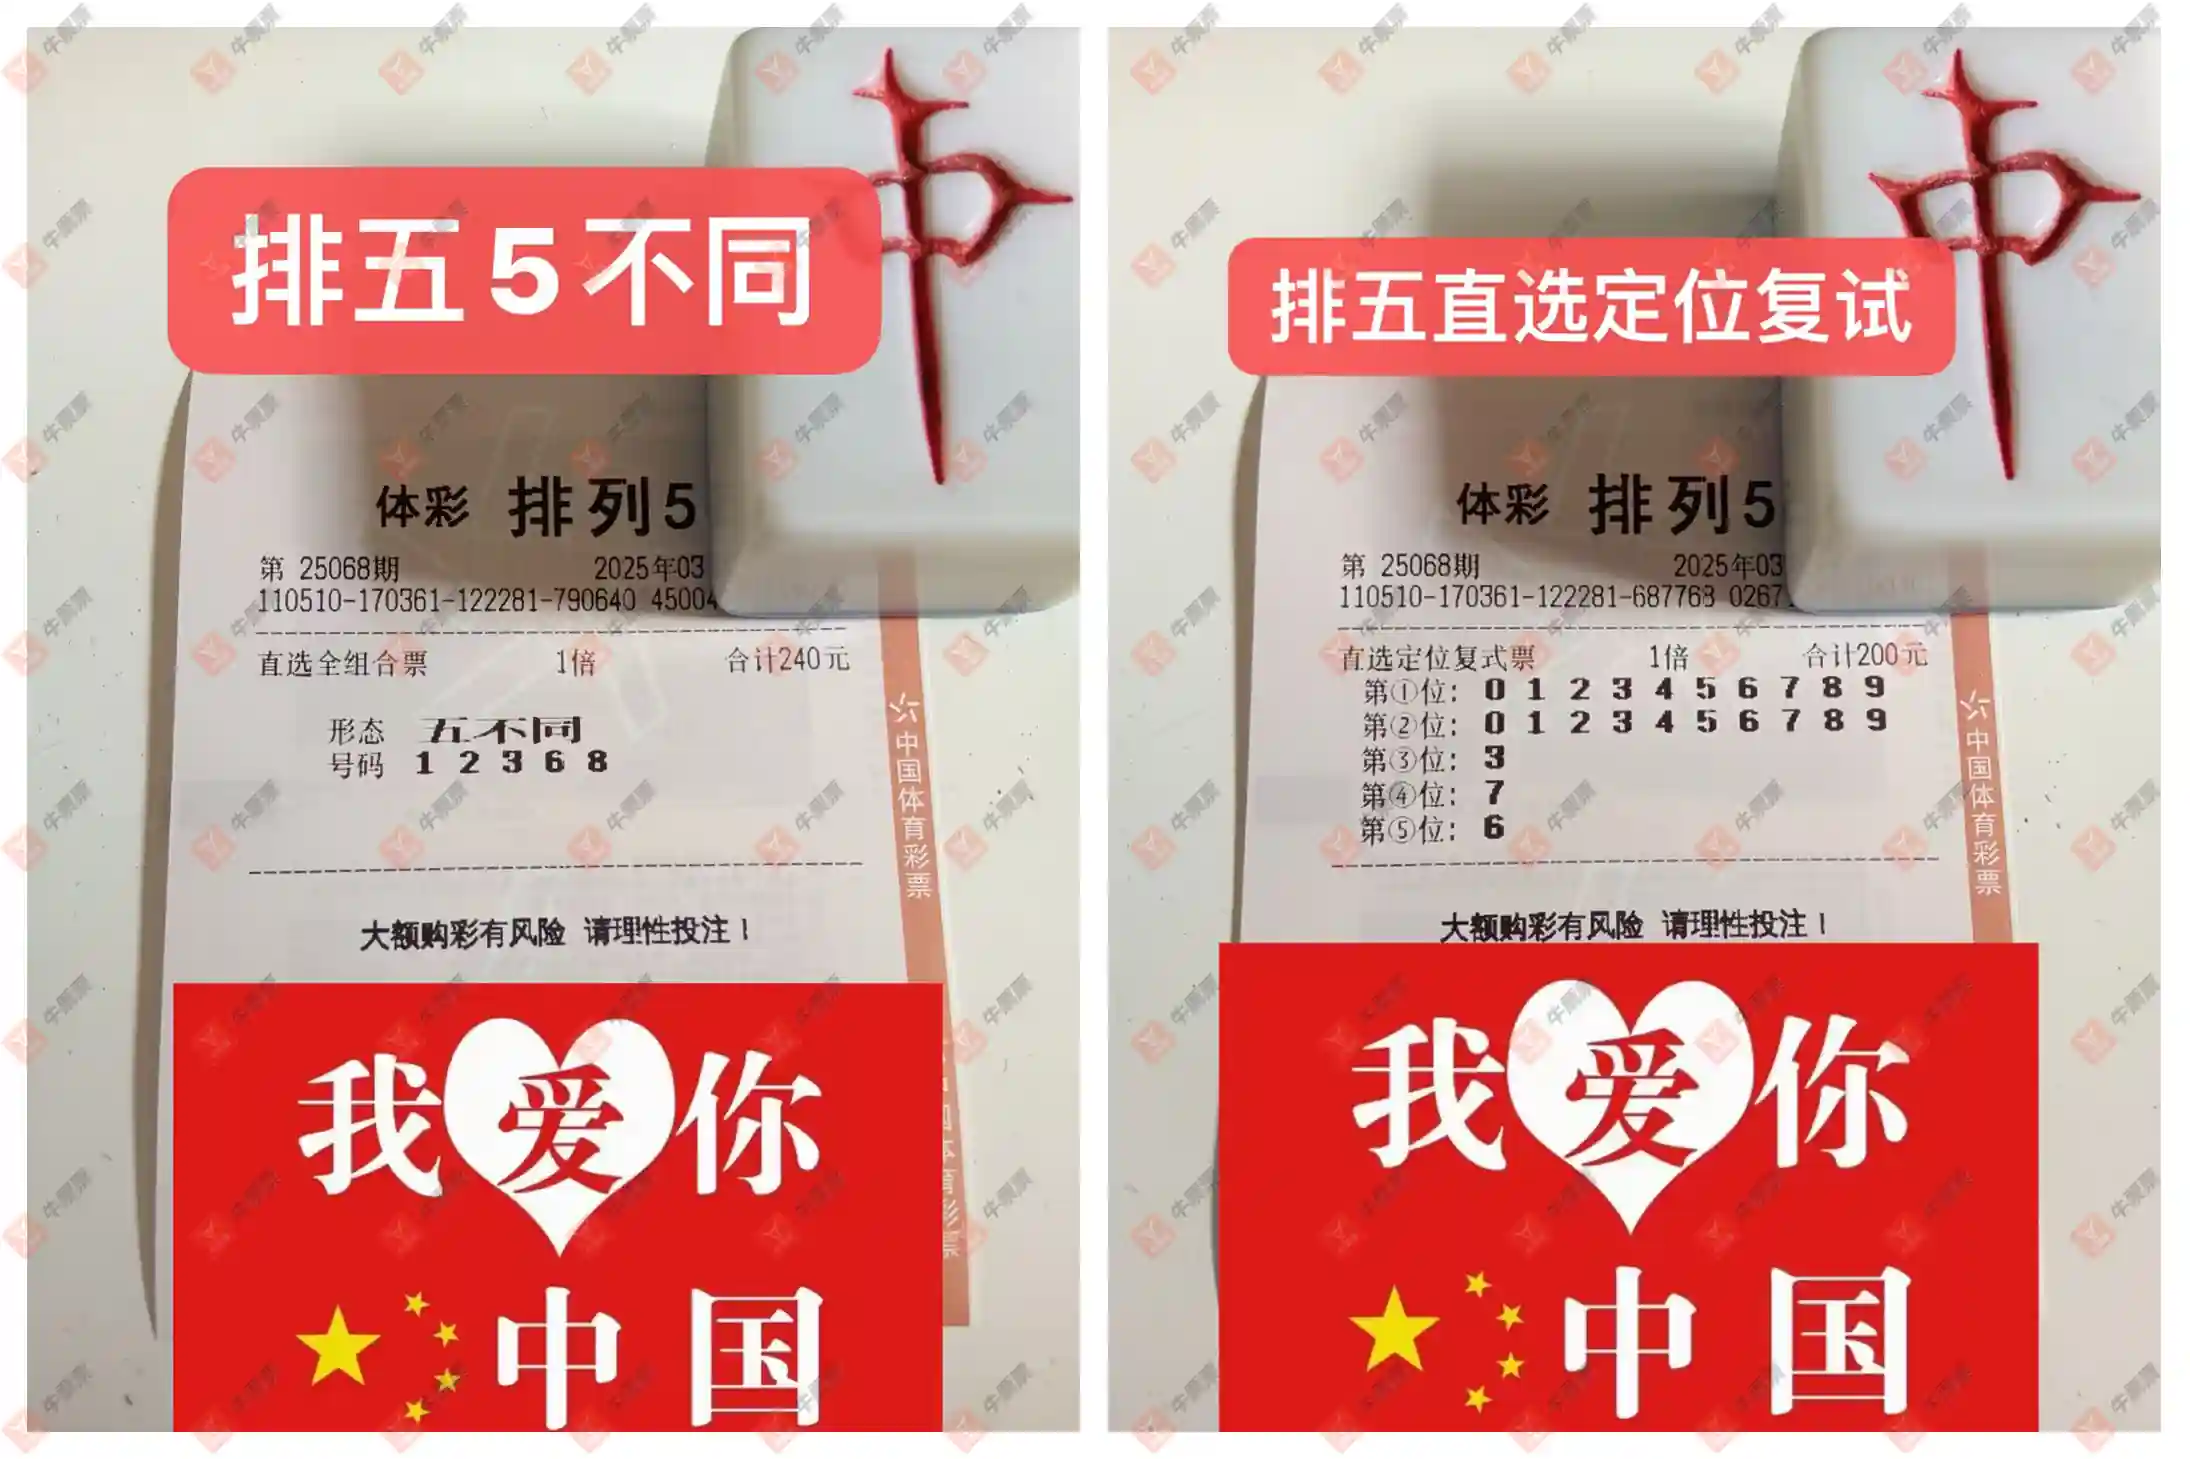 排五5不同
体彩 排列5
第 25068期 2025年03
110510-170361-122281-790640 45004
直选全组合票 1倍 合计240元
形态 五不同
号码 1 2 3 6 8
大额购彩有风险 请理性投注！
中国体育彩票
我爱你
中国
排五直选定位复试
体彩 排列5
第 25068期 2025年03
110510-170361-122281-687768 0267
直选定位复式票 1倍 合计200元
第①位: 0 1 2 3 4 5 6 7 8 9
第②位: 0 1 2 3 4 5 6 7 8 9
第③位: 3
第④位: 7
第⑤位: 6
大额购彩有风险 请理性投注！
中国体育彩票
我爱你
中国
牛票票